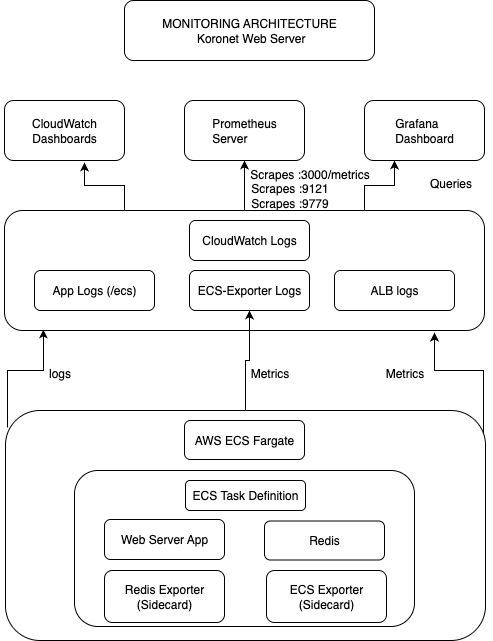 MONITORING ARCHITECTURE
Koronet Web Server
CloudWatch
Dashboards
Prometheus
Server
Grafana
Dashboard
Scrapes :3000/metrics
Scrapes :9121
Scrapes :9779
Queries
CloudWatch Logs
App Logs (/ecs)
ECS-Exporter Logs
ALB logs
logs
Metrics
Metrics
AWS ECS Fargate
ECS Task Definition
Web Server App
Redis
Redis Exporter
(Sidecard)
ECS Exporter
(Sidecard)